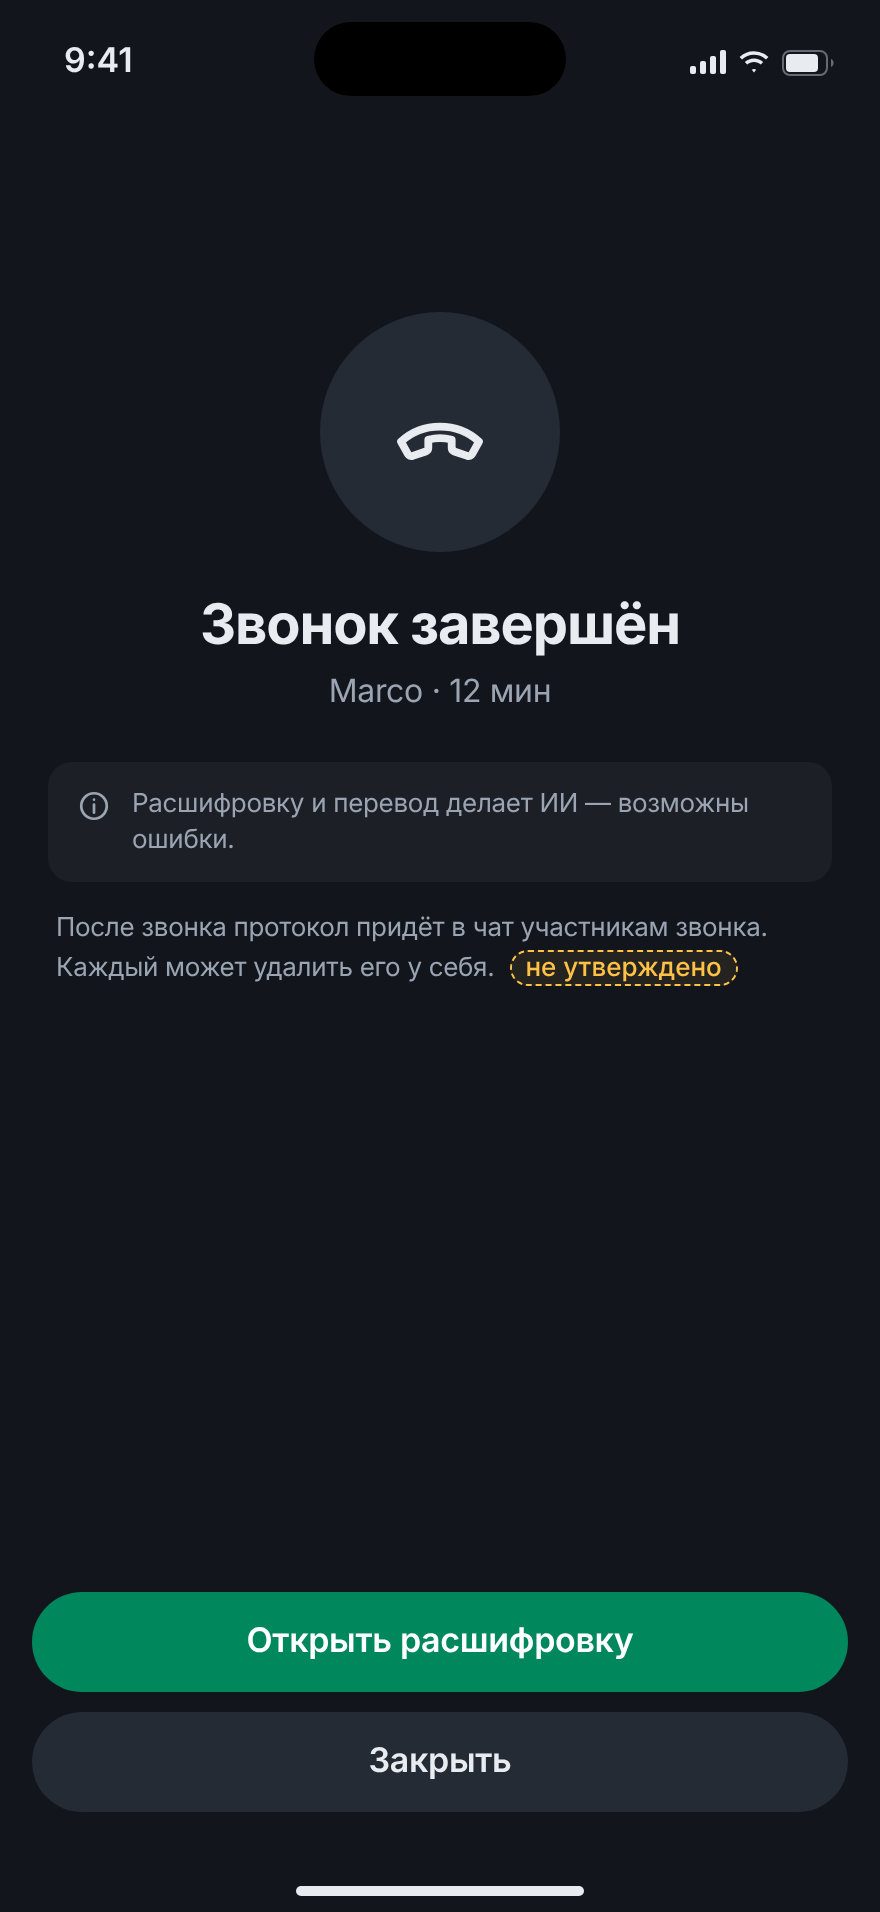 9:41
Звонок завершён
Marco · 12 мин
Расшифровку и перевод делает ИИ — возможны
ошибки.
После звонка протокол придёт в чат участникам звонка.
Каждый может удалить его у себя. не утверждено
Открыть расшифровку
Закрыть